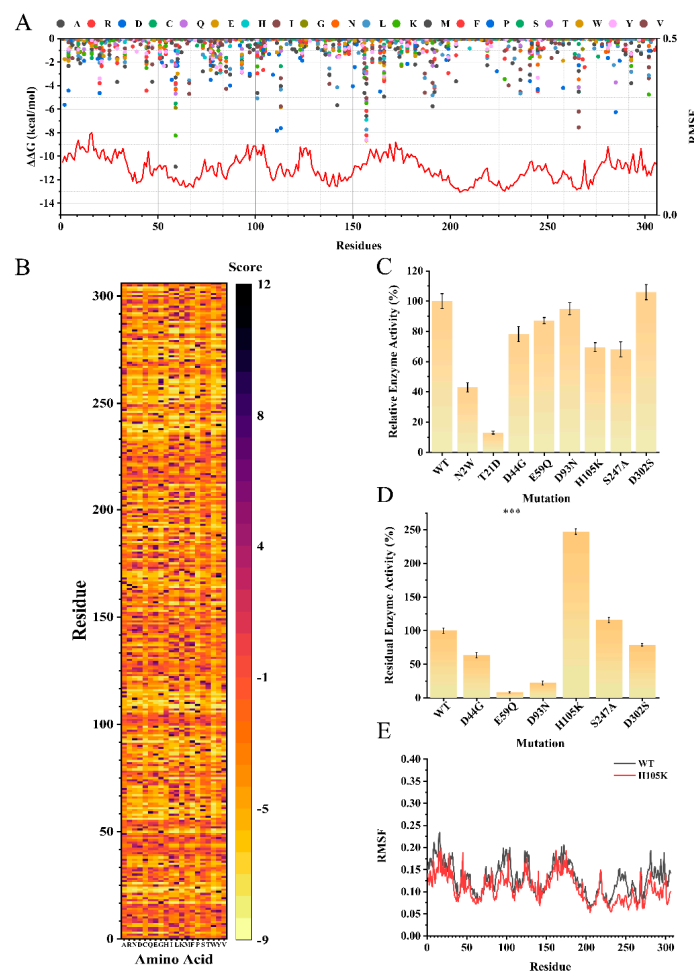 A
A R D C Q E H I G N L K M F P S T W Y V
0
-2
-4
-6
-8
-10
-12
-14
ΔΔG (kcal/mol)
0.5
0.0
RMSF
0 50 100 150 200 250 300
Residues
B
Score
300
250
200
150
100
50
0
Residue
12
8
4
-1
-5
-9
A R N D C Q E G H I L K M F P S T W Y V
Amino Acid
C
120
100
80
60
40
20
0
Relative Enzyme Activity (%)
WT N2W T21D D44G E59Q D93N H105K S247A D302S
Mutation
D
***
250
200
150
100
50
0
Residual Enzyme Activity (%)
WT D44G E59Q D93N H105K S247A D302S
Mutation
E
WT
H105K
0.40
0.35
0.30
0.25
0.20
0.15
0.10
0.05
0.00
RMSF
0 50 100 150 200 250 300
Residue